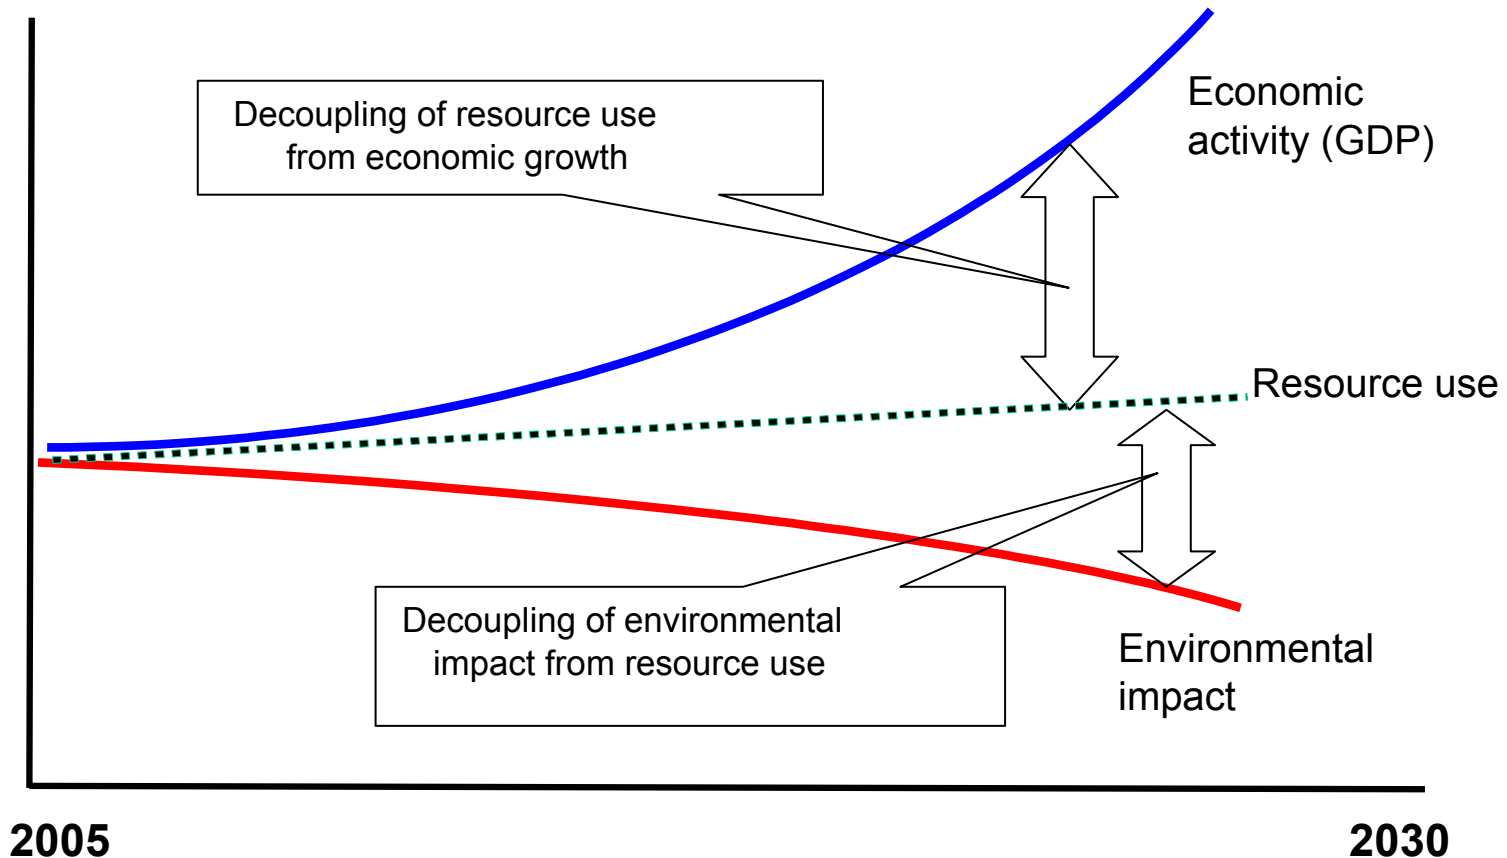 Economic
activity (GDP)
Decoupling of resource use
from economic growth
Resource use
Decoupling of environmental
impact from resource use
Environmental
impact
2005
2030